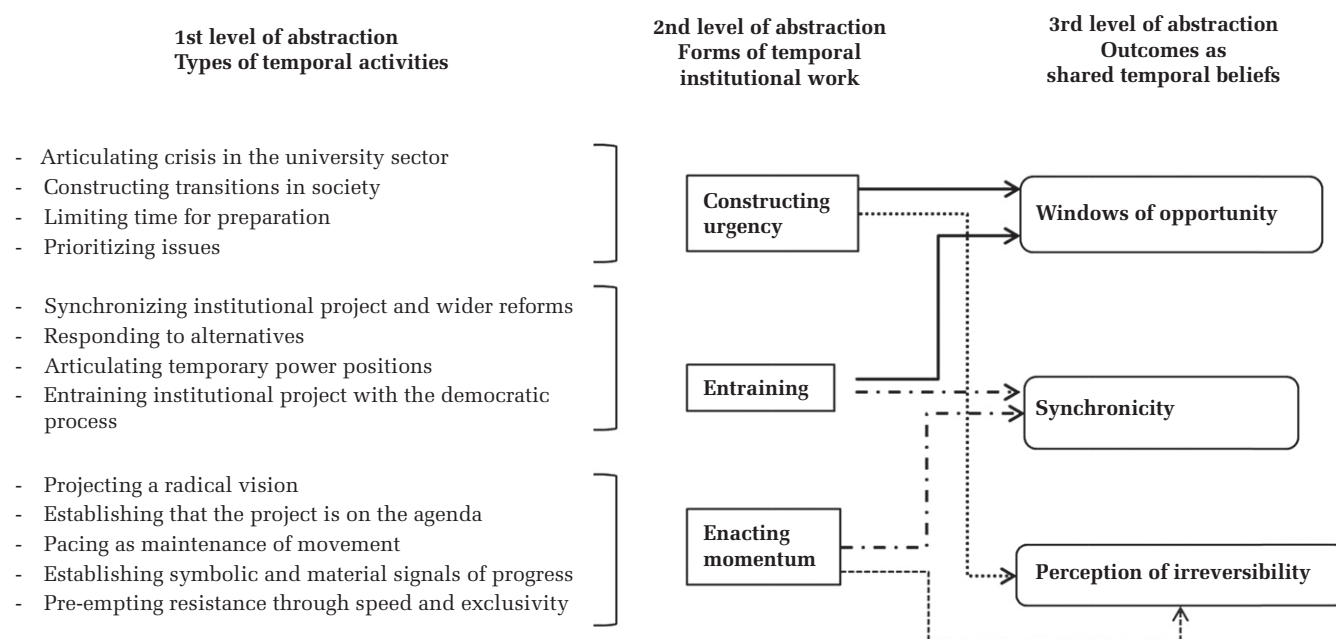 1st level of abstraction
Types of temporal activities
2nd level of abstraction
Forms of temporal
institutional work
3rd level of abstraction
Outcomes as
shared temporal beliefs
- Articulating crisis in the university sector
- Constructing transitions in society
- Limiting time for preparation
- Prioritizing issues
Constructing
urgency
Windows of opportunity
- Synchronizing institutional project and wider reforms
- Responding to alternatives
- Articulating temporary power positions
- Entraining institutional project with the democratic
process
Entraining
Synchronicity
- Projecting a radical vision
- Establishing that the project is on the agenda
- Pacing as maintenance of movement
- Establishing symbolic and material signals of progress
- Pre-empting resistance through speed and exclusivity
Enacting
momentum
Perception of irreversibility